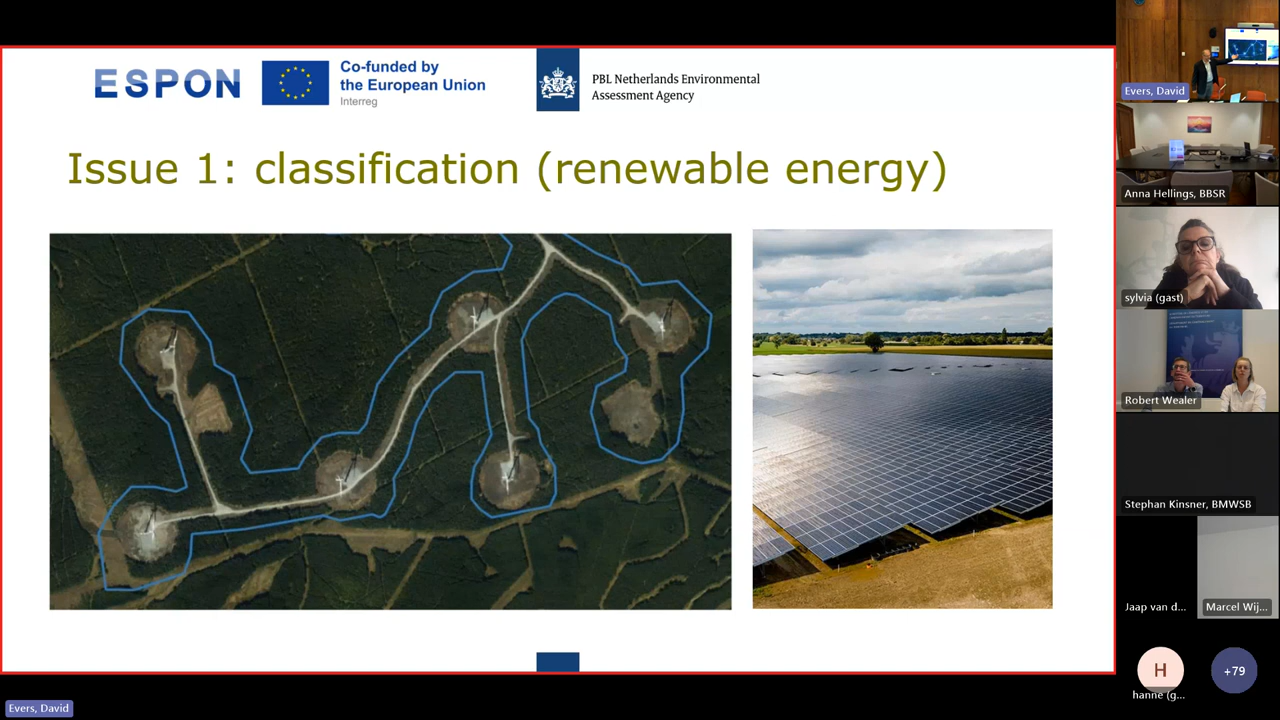 ESPON
Co-funded by
the European Union
Interreg
PBL Netherlands Environmental
Assessment Agency
Issue 1: classification (renewable energy)
Evers, David
Anna Hellings, BBSR
sylvia (gast)
Robert Wealer
Stephan Kinsner, BMWSB
Jaap van d...
Marcel Wij...
H
+79
hanne (g...
Evers, David